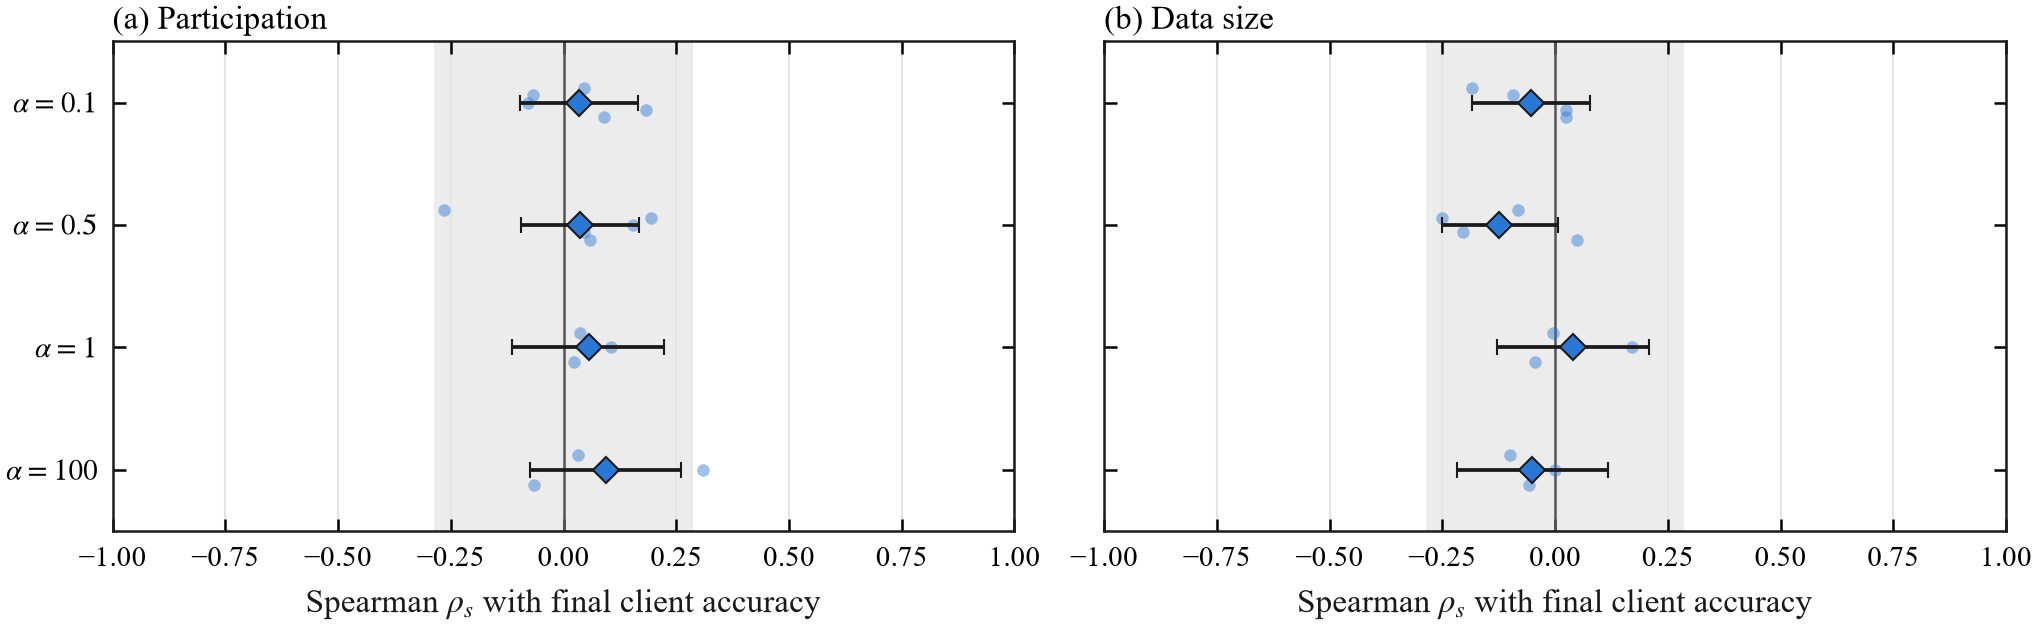 (a) Participation
α = 0.1
α = 0.5
α = 1
α = 100
−1.00 −0.75 −0.50 −0.25 0.00 0.25 0.50 0.75 1.00
Spearman ρₛ with final client accuracy
(b) Data size
−1.00 −0.75 −0.50 −0.25 0.00 0.25 0.50 0.75 1.00
Spearman ρₛ with final client accuracy